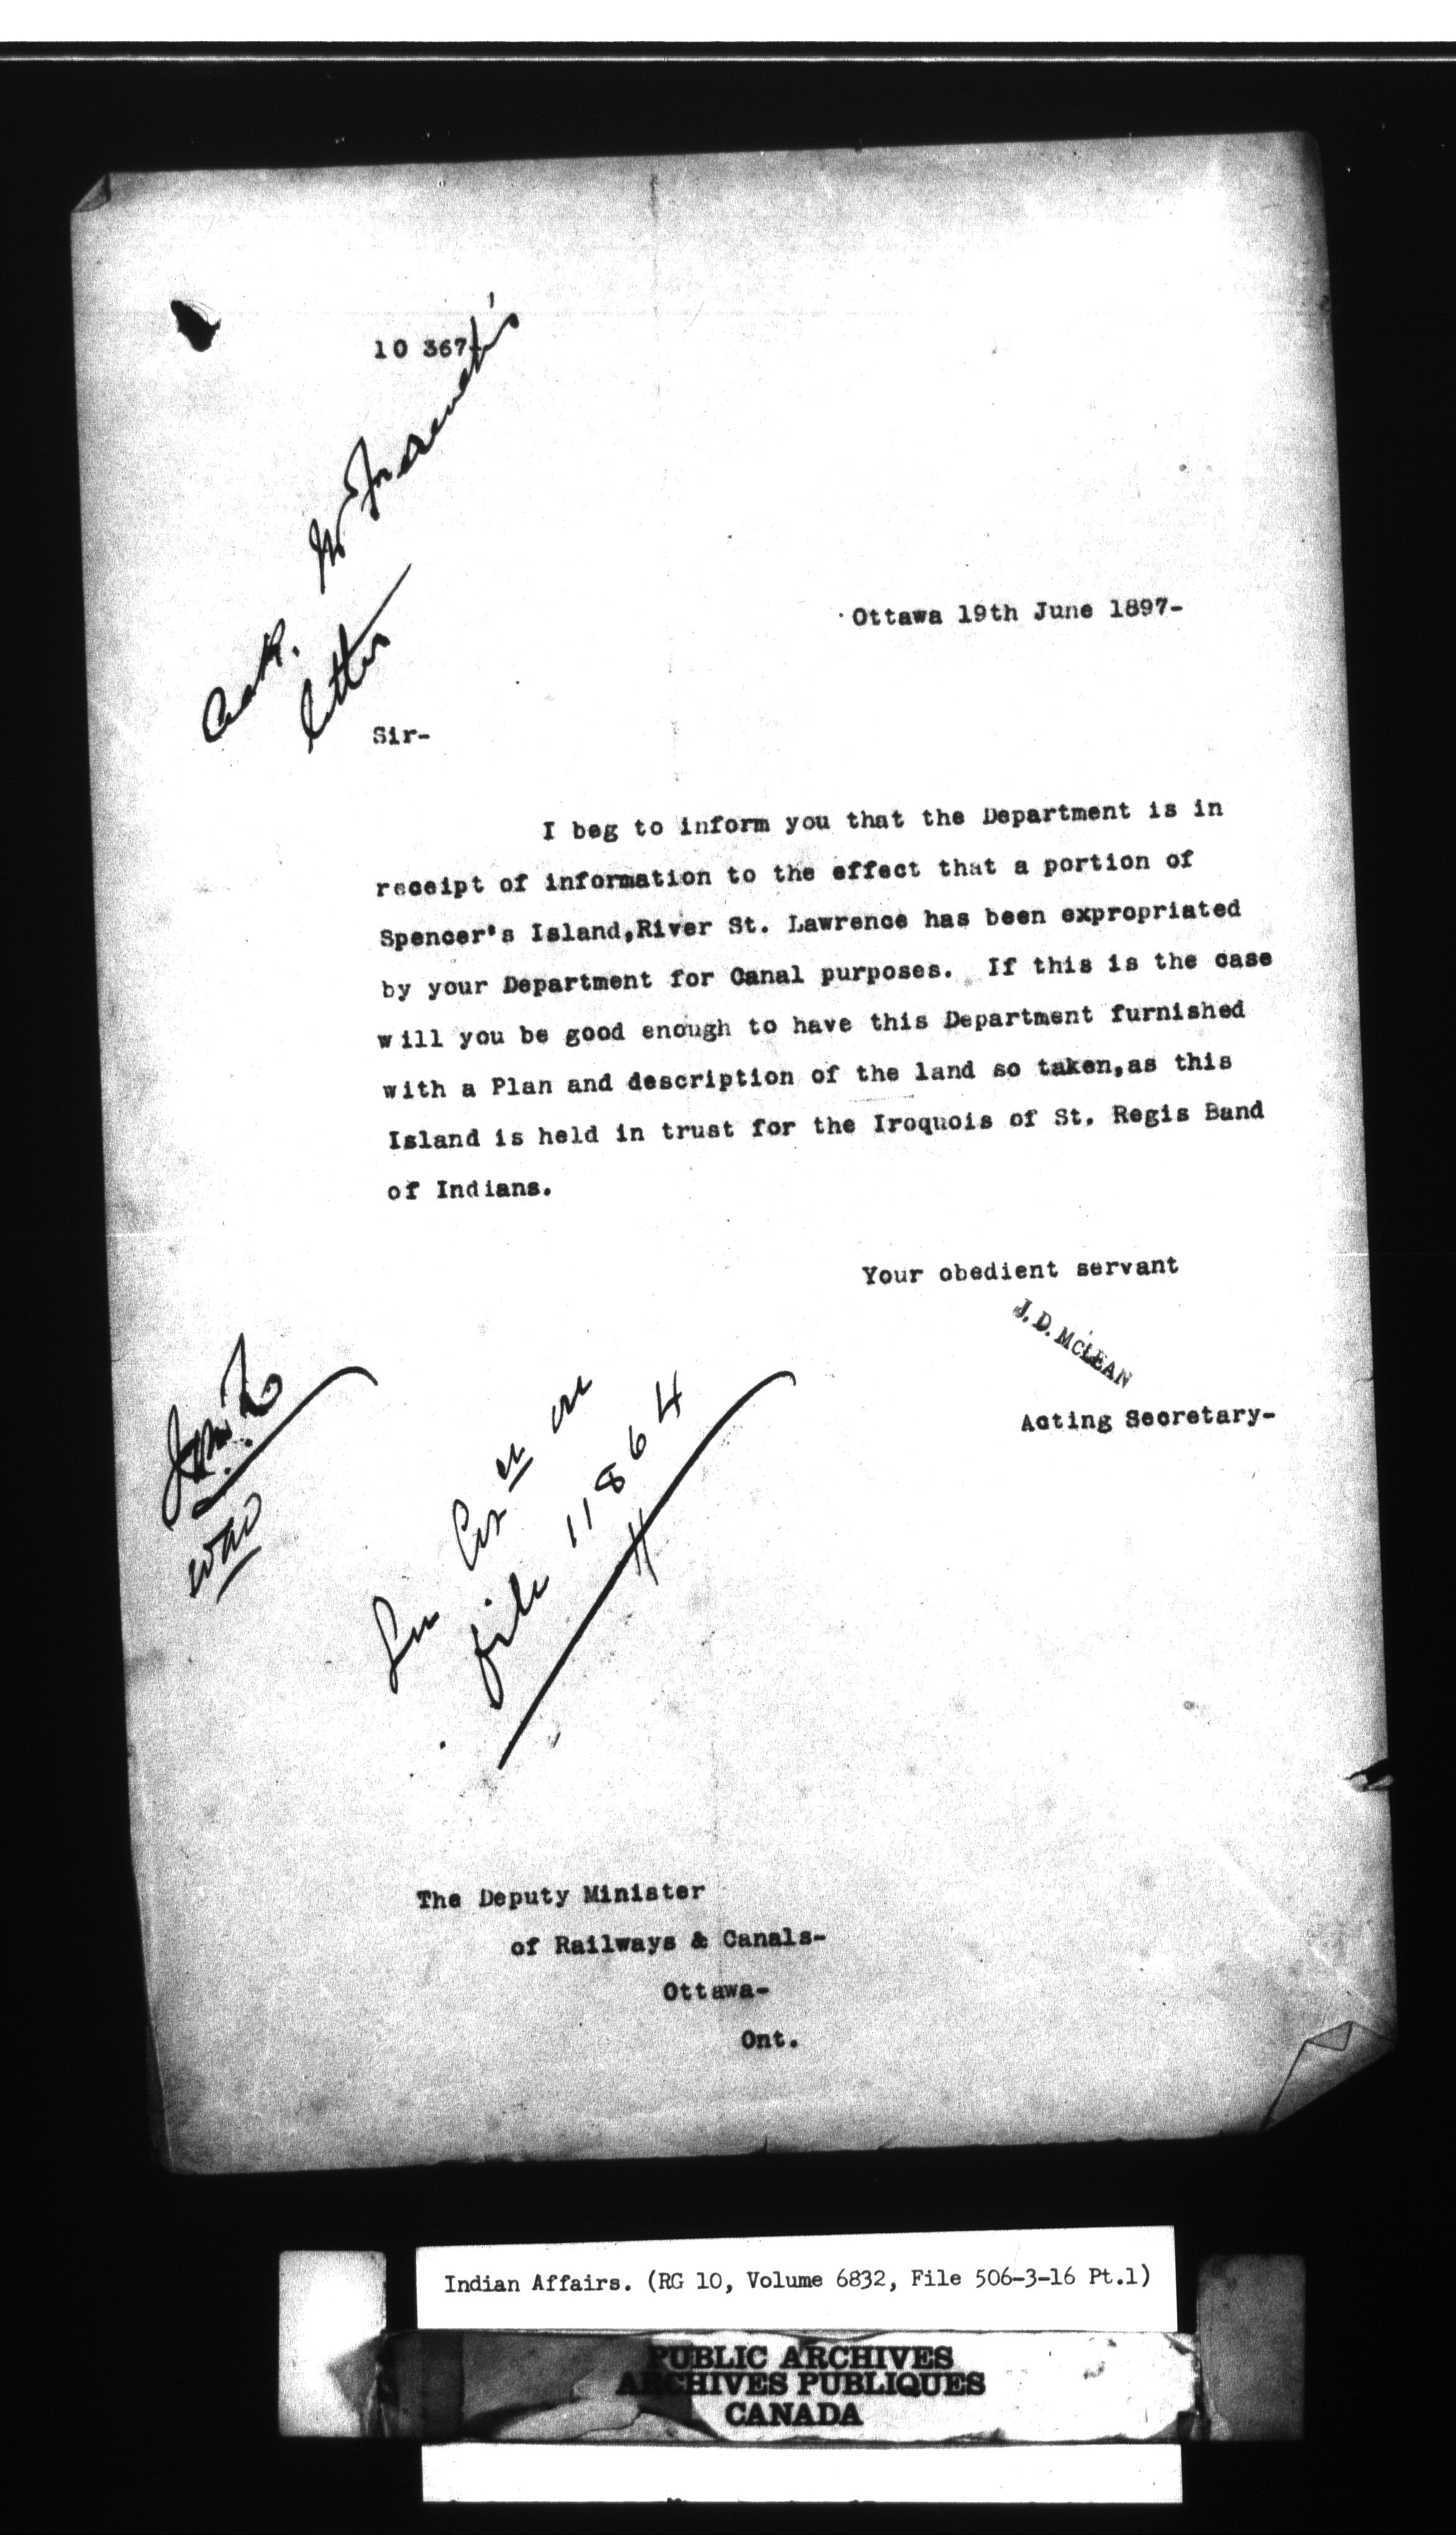 10 367
Ack.
letter
Ottawa 19th June 1897-
Sir-
I beg to inform you that the Department is in
receipt of information to the effect that a portion of
Spencer's Island,River St. Lawrence has been expropriated
by your Department for Canal purposes. If this is the case
will you be good enough to have this Department furnished
with a Plan and description of the land so taken,as this
Island is held in trust for the Iroquois of St. Regis Band
of Indians.
Your obedient servant
J. D. McLEAN
Acting Secretary-
file 11864
The Deputy Minister
of Railways & Canals-
Ottawa-
Ont.
Indian Affairs. (RG 10, Volume 6832, File 506-3-16 Pt.1)
PUBLIC ARCHIVES
ARCHIVES PUBLIQUES
CANADA